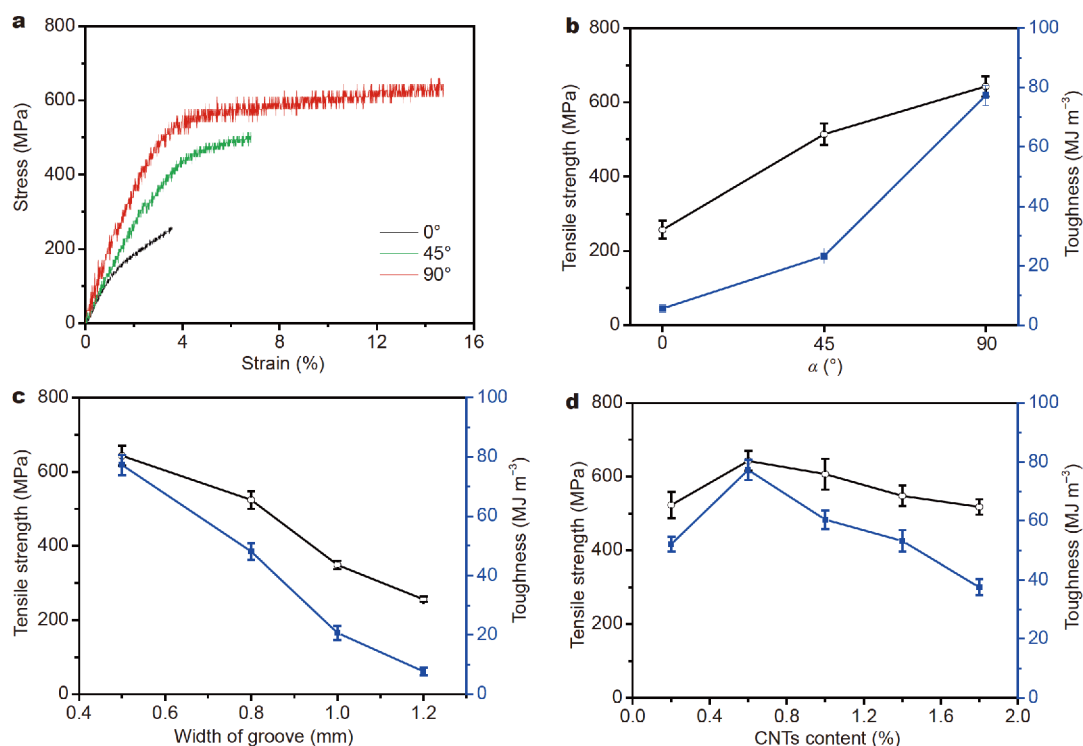 a
800
600
400
200
0
Stress (MPa)
0 4 8 12 16
Strain (%)
0°
45°
90°
b
800
600
400
200
0
Tensile strength (MPa)
100
80
60
40
20
0
Toughness (MJ m⁻³)
0 45 90
α (°)
c
800
600
400
200
0
Tensile strength (MPa)
100
80
60
40
20
0
Toughness (MJ m⁻³)
0.4 0.6 0.8 1.0 1.2
Width of groove (mm)
d
800
600
400
200
0
Tensile strength (MPa)
100
80
60
40
20
0
Toughness (MJ m⁻³)
0.0 0.4 0.8 1.2 1.6 2.0
CNTs content (%)